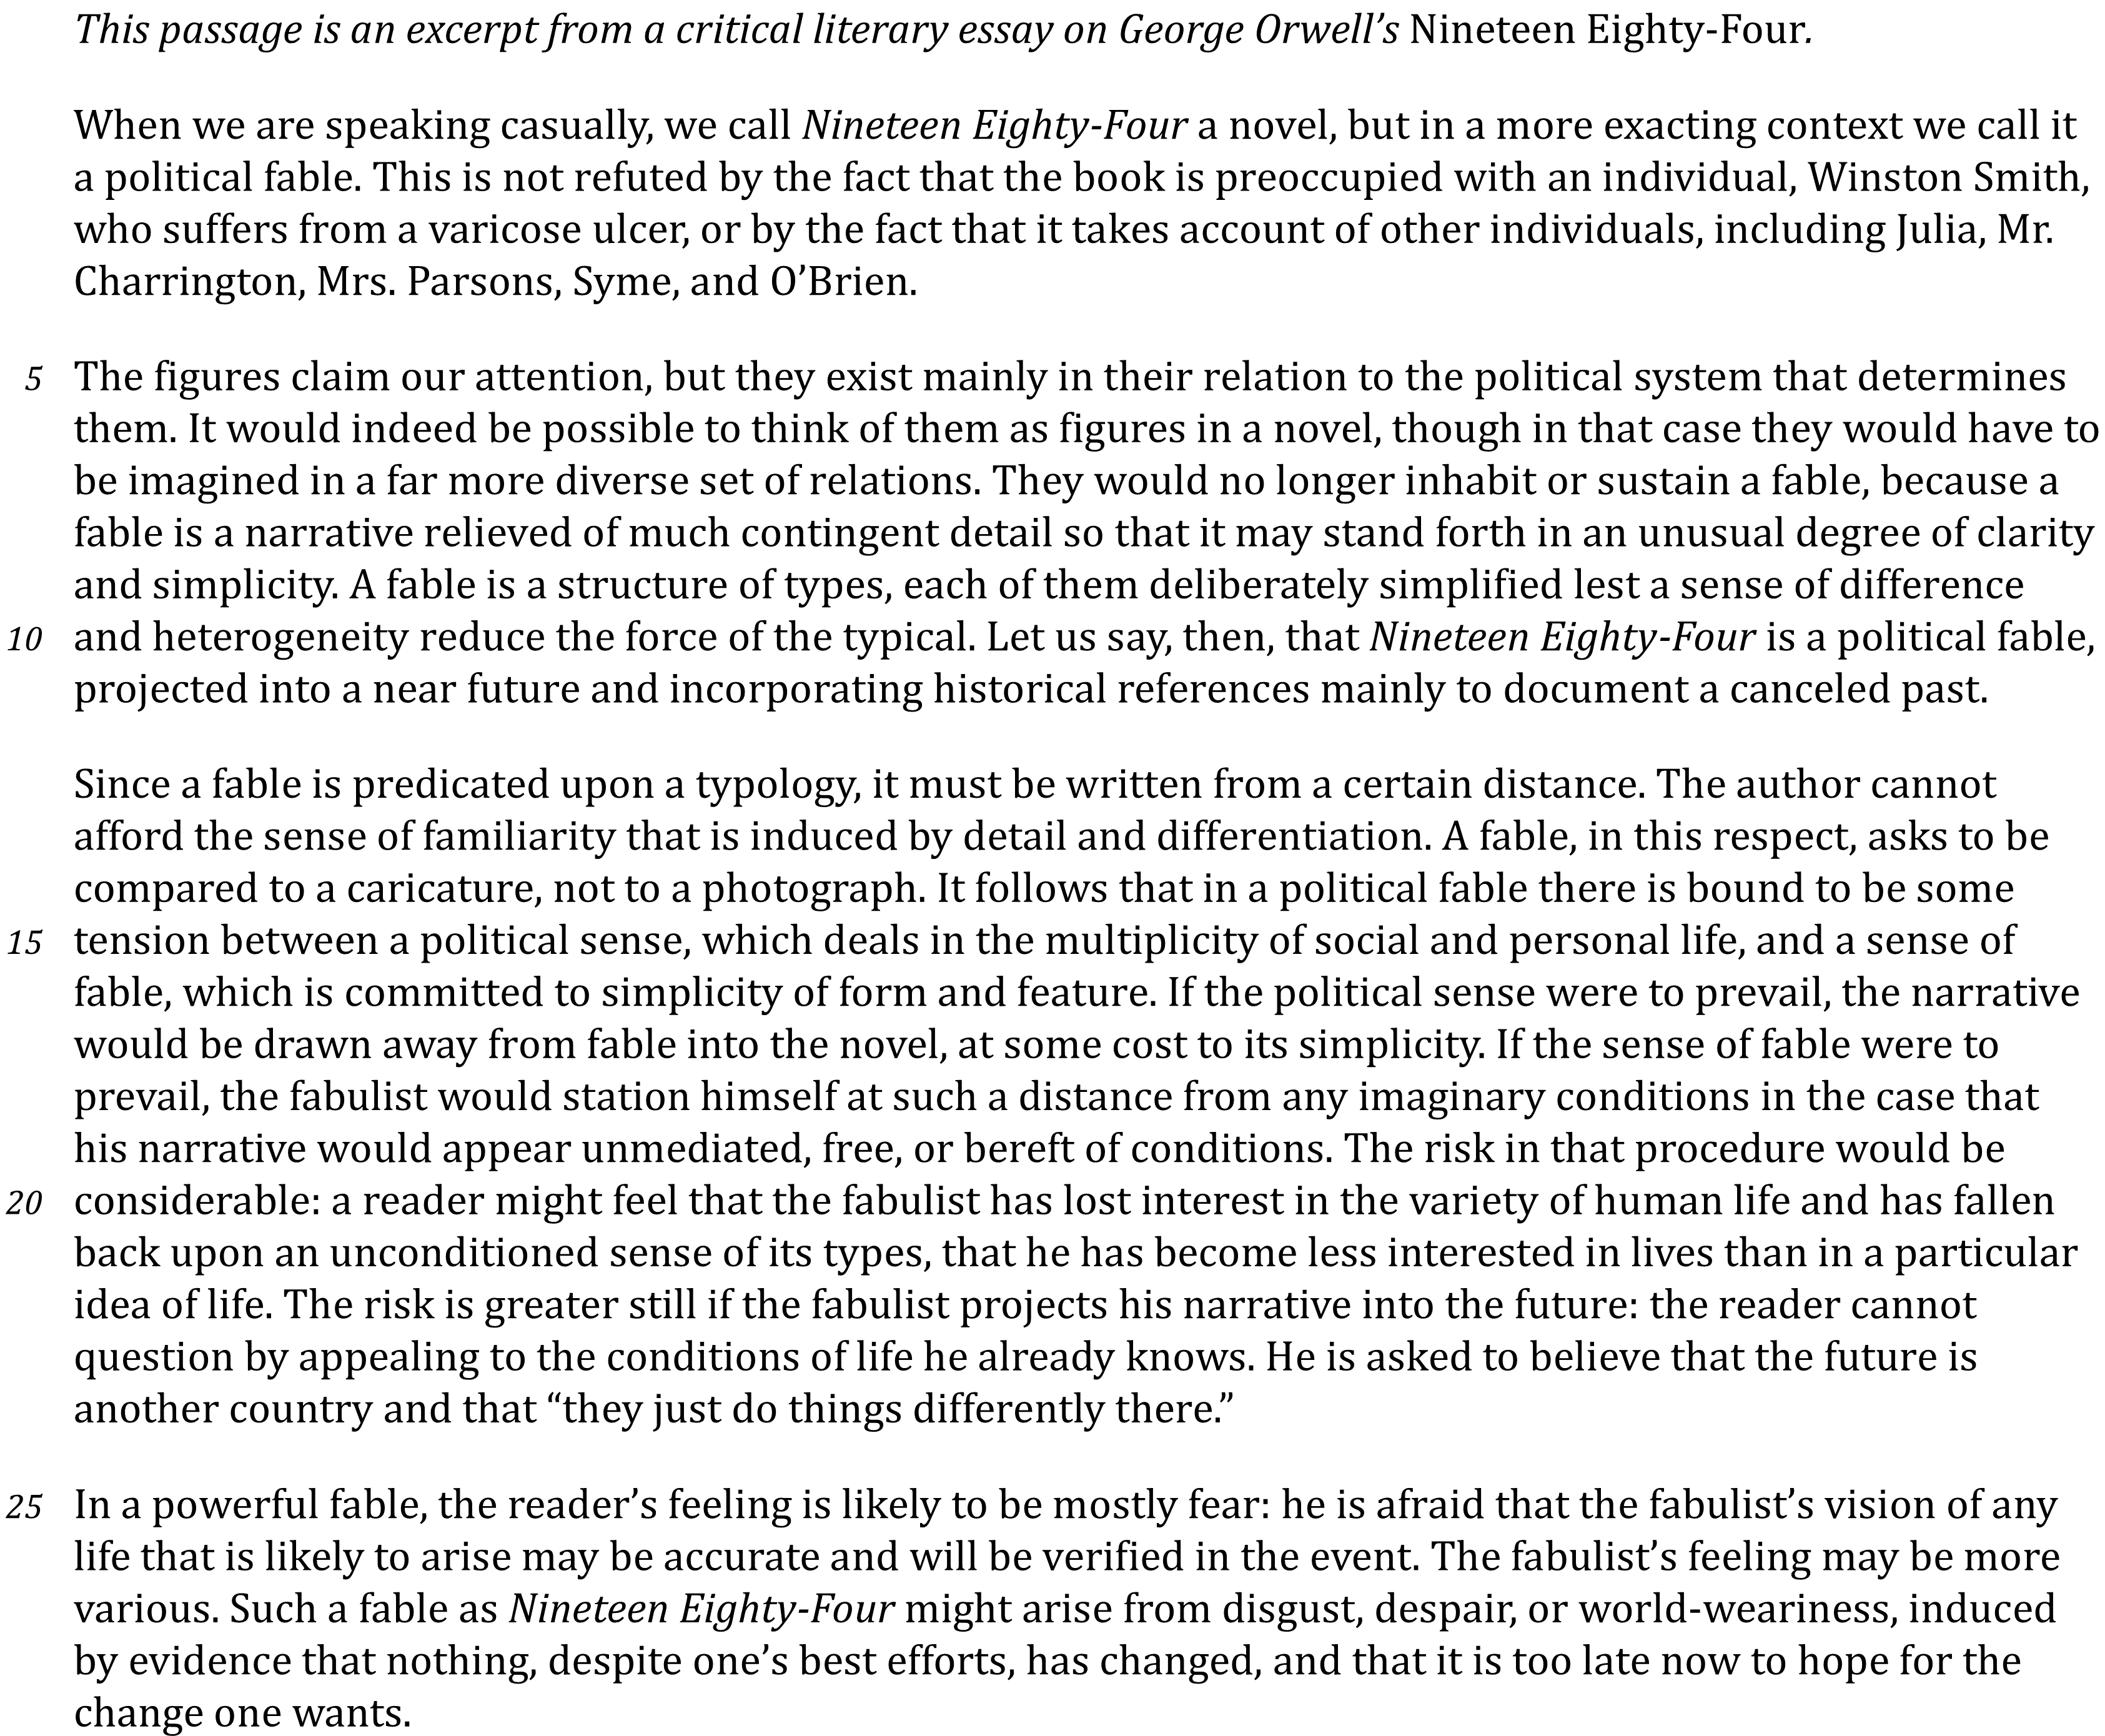 This passage is an excerpt from a critical literary essay on George Orwell's Nineteen Eighty-Four.
When we are speaking casually, we call Nineteen Eighty-Four a novel, but in a more exacting context we call it
a political fable. This is not refuted by the fact that the book is preoccupied with an individual, Winston Smith,
who suffers from a varicose ulcer, or by the fact that it takes account of other individuals, including Julia, Mr.
Charrington, Mrs. Parsons, Syme, and O'Brien.
5 The figures claim our attention, but they exist mainly in their relation to the political system that determines
them. It would indeed be possible to think of them as figures in a novel, though in that case they would have to
be imagined in a far more diverse set of relations. They would no longer inhabit or sustain a fable, because a
fable is a narrative relieved of much contingent detail so that it may stand forth in an unusual degree of clarity
and simplicity. A fable is a structure of types, each of them deliberately simplified lest a sense of difference
10 and heterogeneity reduce the force of the typical. Let us say, then, that Nineteen Eighty-Four is a political fable,
projected into a near future and incorporating historical references mainly to document a canceled past.
Since a fable is predicated upon a typology, it must be written from a certain distance. The author cannot
afford the sense of familiarity that is induced by detail and differentiation. A fable, in this respect, asks to be
compared to a caricature, not to a photograph. It follows that in a political fable there is bound to be some
15 tension between a political sense, which deals in the multiplicity of social and personal life, and a sense of
fable, which is committed to simplicity of form and feature. If the political sense were to prevail, the narrative
would be drawn away from fable into the novel, at some cost to its simplicity. If the sense of fable were to
prevail, the fabulist would station himself at such a distance from any imaginary conditions in the case that
his narrative would appear unmediated, free, or bereft of conditions. The risk in that procedure would be
20 considerable: a reader might feel that the fabulist has lost interest in the variety of human life and has fallen
back upon an unconditioned sense of its types, that he has become less interested in lives than in a particular
idea of life. The risk is greater still if the fabulist projects his narrative into the future: the reader cannot
question by appealing to the conditions of life he already knows. He is asked to believe that the future is
another country and that “they just do things differently there.”
25 In a powerful fable, the reader's feeling is likely to be mostly fear: he is afraid that the fabulist's vision of any
life that is likely to arise may be accurate and will be verified in the event. The fabulist's feeling may be more
various. Such a fable as Nineteen Eighty-Four might arise from disgust, despair, or world-weariness, induced
by evidence that nothing, despite one's best efforts, has changed, and that it is too late now to hope for the
change one wants.